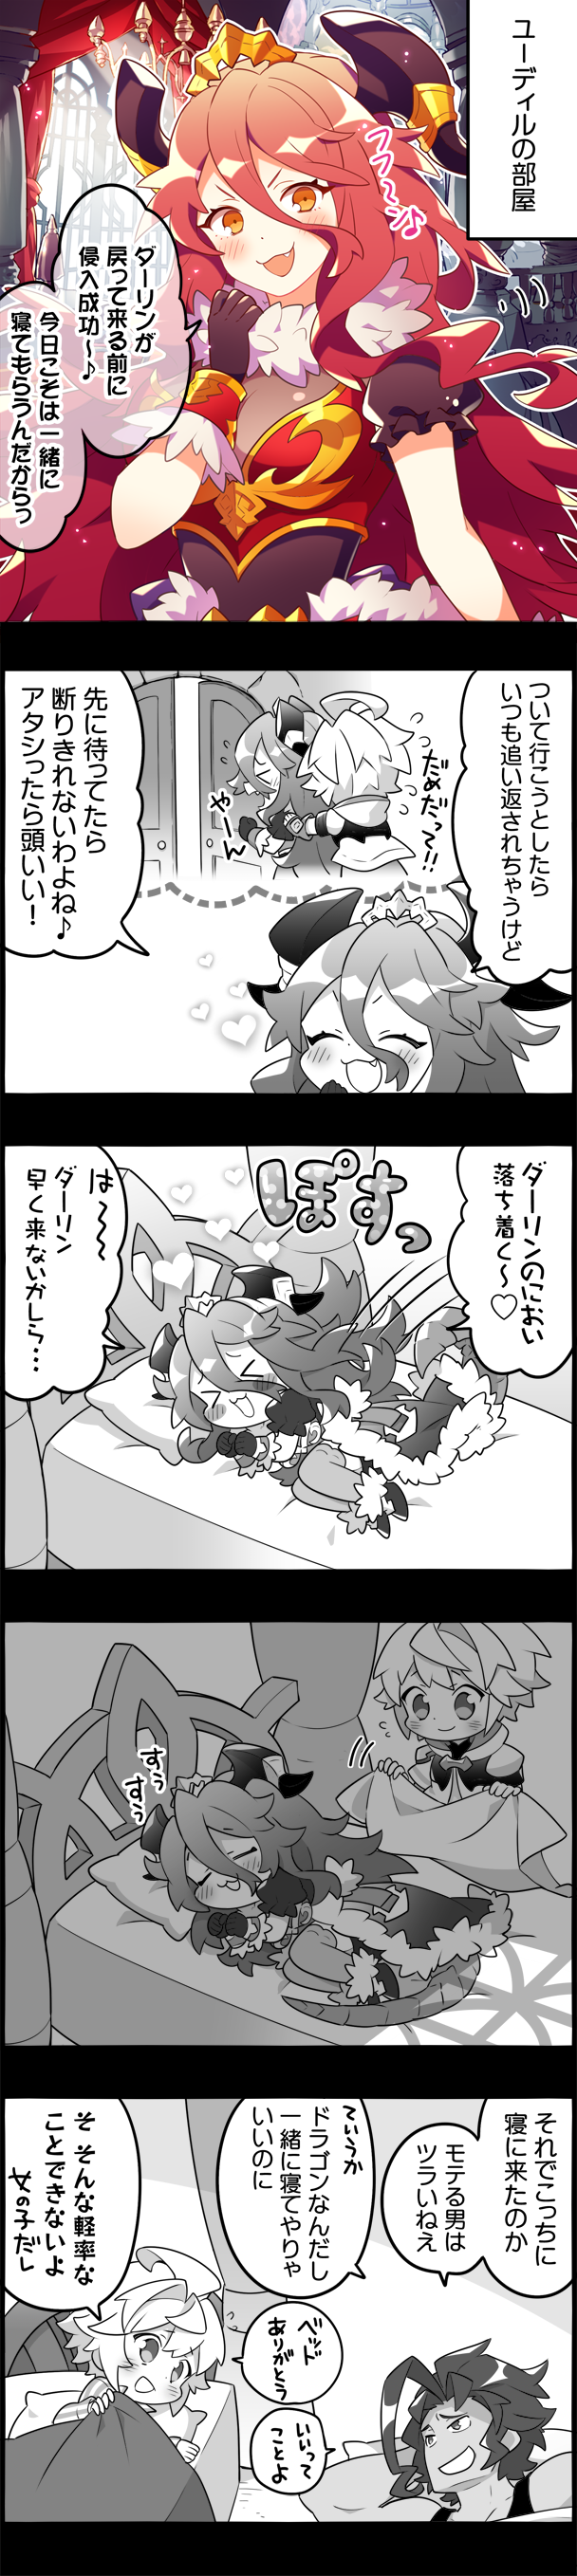 ユーディルの部屋
フフ～ン♪
ダーリンが
戻って来る前に
侵入成功～♪
今日こそは一緒に
寝てもらうんだからっ
ついて行こうとしたら
いつも追い返されちゃうけど
だめだって!!
やーん
先に待ってたら
断りきれないわよね♪
アタシったら頭いい！
ダーリンのにおい
落ち着く～♡
ぽすっ
は～～
ダーリン
早く来ないかしら…
すぅ
すぅ
それでこっちに
寝に来たのか
モテる男は
ツラいねえ
ていうか
ドラゴンなんだし
一緒に寝てやりゃ
いいのに
ベッド
ありがとう
いいって
ことよ
そ そんな軽率な
ことできないよ
女の子だし